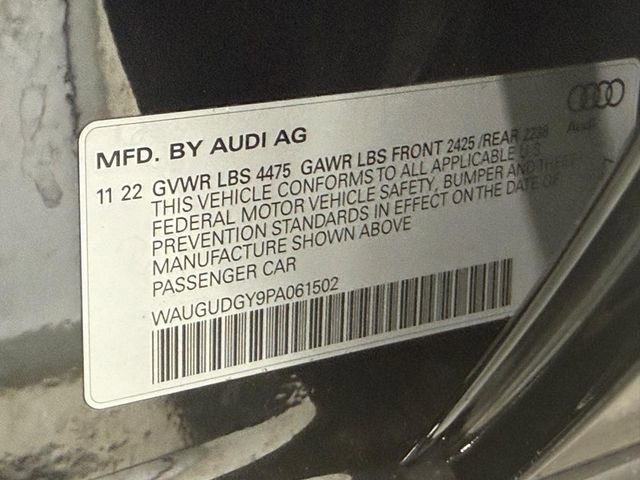 MFD. BY AUDI AG
Audi
11 22 GVWR LBS 4475 GAWR LBS FRONT 2425 /REAR 2238
THIS VEHICLE CONFORMS TO ALL APPLICABLE U.S.
FEDERAL MOTOR VEHICLE SAFETY, BUMPER AND THEFT
PREVENTION STANDARDS IN EFFECT ON THE DATE OF
MANUFACTURE SHOWN ABOVE
PASSENGER CAR
WAUGUDGY9PA061502